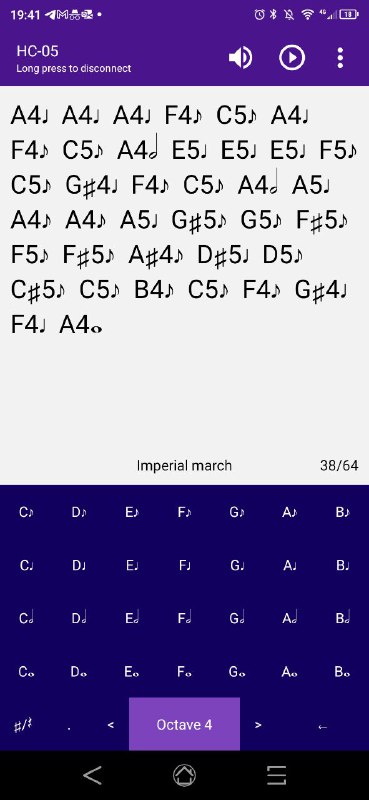 19:41
4G 19
HC-05
Long press to disconnect
A4♩ A4♩ A4♩ F4♪ C5♪ A4♩
F4♪ C5♪ A4𝅗𝅥 E5♩ E5♩ E5♩ F5♪
C5♪ G♯4♩ F4♪ C5♪ A4𝅗𝅥 A5♩
A4♪ A4♪ A5♩ G♯5♪ G5♪ F♯5♪
F5♪ F♯5♪ A♯4♪ D♯5♩ D5♪
C♯5♪ C5♪ B4♪ C5♪ F4♪ G♯4♩
F4♩ A4𝅝
Imperial march 38/64
C♪ D♪ E♪ F♪ G♪ A♪ B♪
C♩ D♩ E♩ F♩ G♩ A♩ B♩
C𝅗𝅥 D𝅗𝅥 E𝅗𝅥 F𝅗𝅥 G𝅗𝅥 A𝅗𝅥 B𝅗𝅥
C𝅝 D𝅝 E𝅝 F𝅝 G𝅝 A𝅝 B𝅝
♯/𝄽 . < Octave 4 > ←